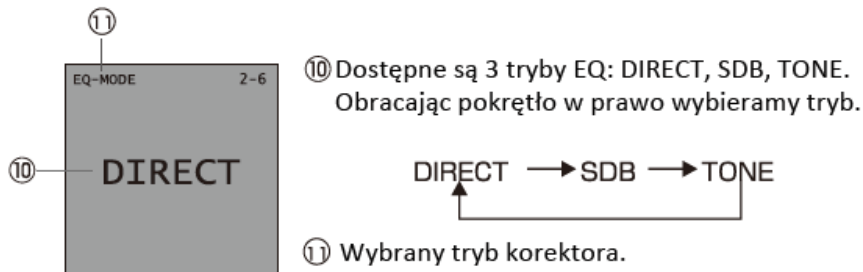 ⑪
EQ-MODE 2-6
⑩ DIRECT
⑩ Dostępne są 3 tryby EQ: DIRECT, SDB, TONE.
Obracając pokrętło w prawo wybieramy tryb.
DIRECT → SDB → TONE
⑪ Wybrany tryb korektora.